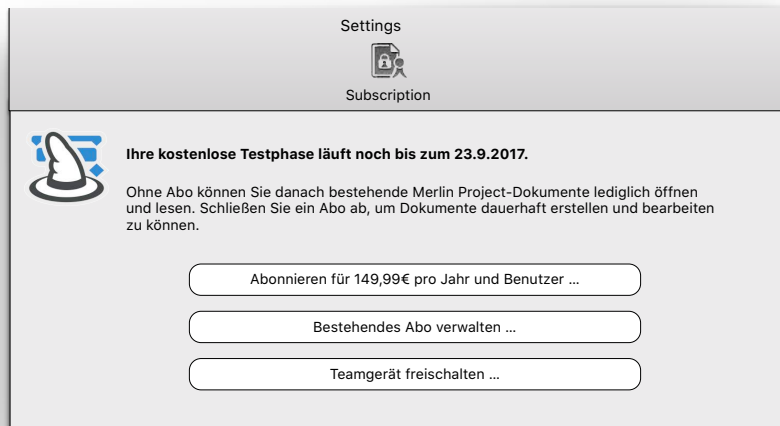 Settings
Subscription
Ihre kostenlose Testphase läuft noch bis zum 23.9.2017.
Ohne Abo können Sie danach bestehende Merlin Project-Dokumente lediglich öffnen
und lesen. Schließen Sie ein Abo ab, um Dokumente dauerhaft erstellen und bearbeiten
zu können.
Abonnieren für 149,99€ pro Jahr und Benutzer ...
Bestehendes Abo verwalten ...
Teamgerät freischalten ...